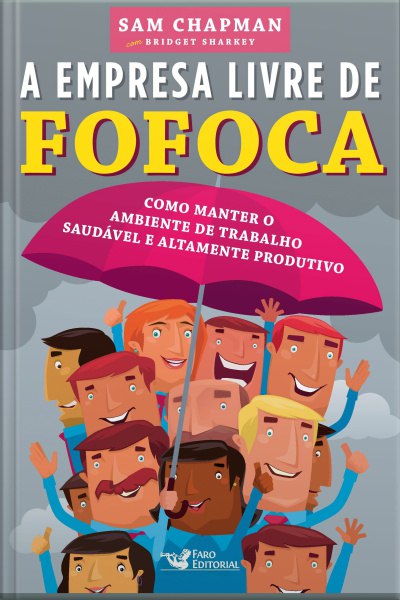 SAM CHAPMAN
com BRIDGET SHARKEY
A EMPRESA LIVRE DE
FOFOCA
COMO MANTER O
AMBIENTE DE TRABALHO
SAUDÁVEL E ALTAMENTE PRODUTIVO
FARO
EDITORIAL